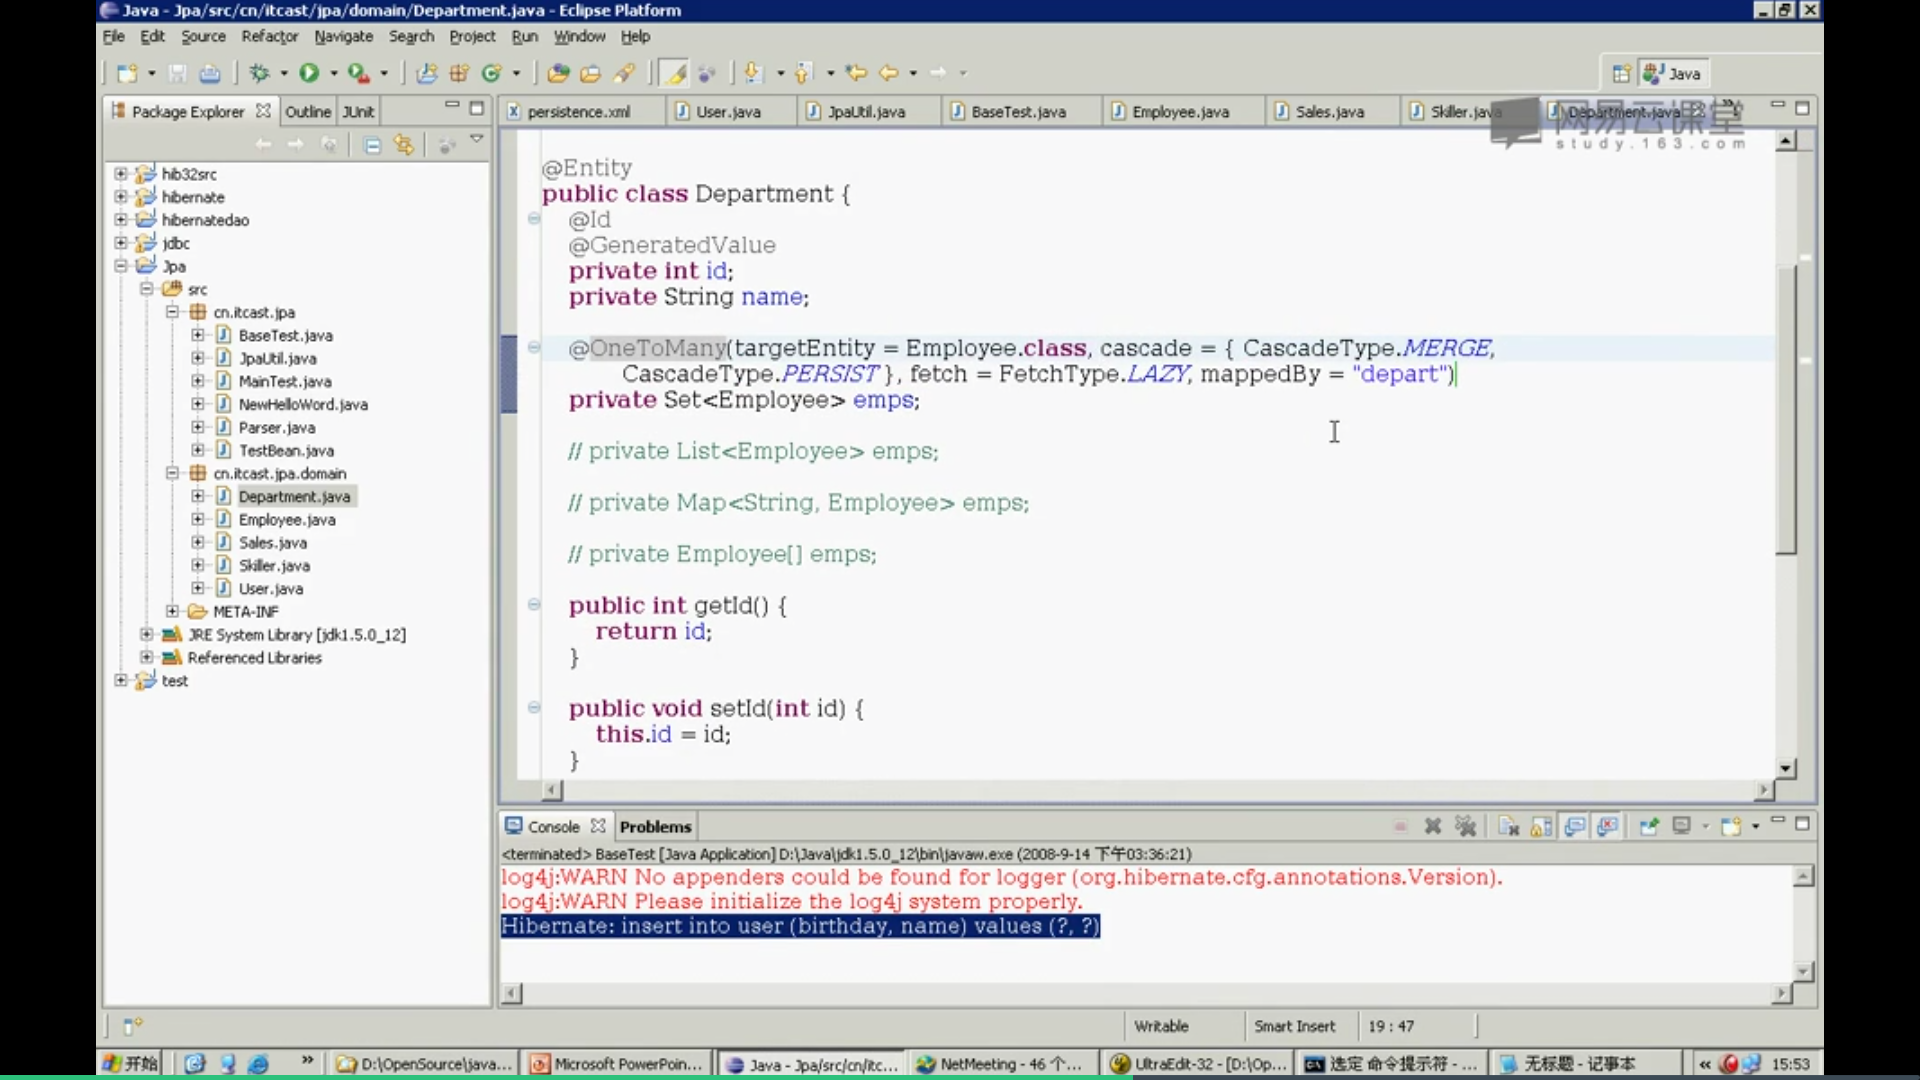 Java - Jpa/src/cn/itcast/jpa/domain/Department.java - Eclipse Platform
File Edit Source Refactor Navigate Search Project Run Window Help
Java
Package Explorer Outline JUnit
persistence.xml User.java JpaUtil.java BaseTest.java Employee.java Sales.java Skiller.java Department.java
网易云课堂
study.163.com
hib32src
hibernate
hibernatedao
jdbc
Jpa
src
cn.itcast.jpa
BaseTest.java
JpaUtil.java
MainTest.java
NewHelloWord.java
Parser.java
TestBean.java
cn.itcast.jpa.domain
Department.java
Employee.java
Sales.java
Skiller.java
User.java
META-INF
JRE System Library [jdk1.5.0_12]
Referenced Libraries
test
@Entity
public class Department {
@Id
@GeneratedValue
private int id;
private String name;
@OneToMany(targetEntity = Employee.class, cascade = { CascadeType.MERGE,
CascadeType.PERSIST }, fetch = FetchType.LAZY, mappedBy = "depart")
private Set<Employee> emps;
// private List<Employee> emps;
// private Map<String, Employee> emps;
// private Employee[] emps;
public int getId() {
return id;
}
public void setId(int id) {
this.id = id;
}
Console Problems
<terminated> BaseTest [Java Application] D:\Java\jdk1.5.0_12\bin\javaw.exe (2008-9-14 下午03:36:21)
log4j:WARN No appenders could be found for logger (org.hibernate.cfg.annotations.Version).
log4j:WARN Please initialize the log4j system properly.
Hibernate: insert into user (birthday, name) values (?, ?)
Writable Smart Insert 19 : 47
开始 » D:\OpenSource\java... Microsoft PowerPoin... Java - Jpa/src/cn/itc... NetMeeting - 46 个... UltraEdit-32 - [D:\Op... 选定 命令提示符 - ... 无标题 - 记事本 « 15:53